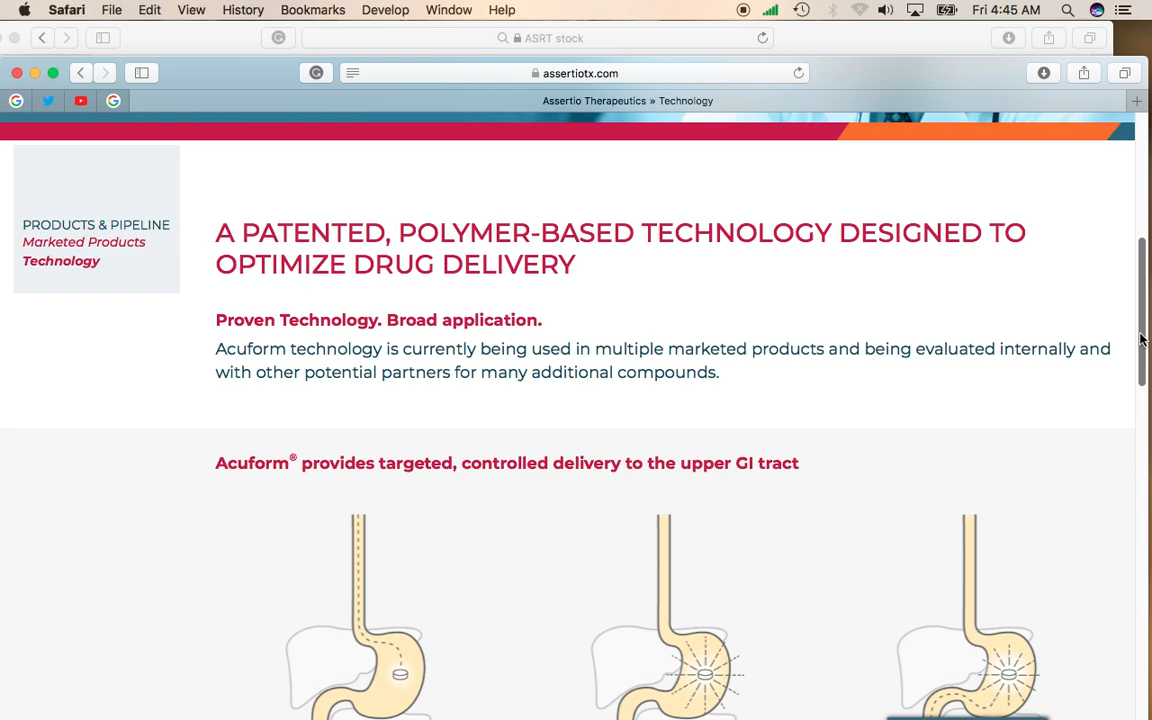 Safari File Edit View History Bookmarks Develop Window Help Fri 4:45 AM
ASRT stock
assertiotx.com
Assertio Therapeutics » Technology
PRODUCTS & PIPELINE
Marketed Products
Technology
A PATENTED, POLYMER-BASED TECHNOLOGY DESIGNED TO
OPTIMIZE DRUG DELIVERY
Proven Technology. Broad application.
Acuform technology is currently being used in multiple marketed products and being evaluated internally and
with other potential partners for many additional compounds.
Acuform® provides targeted, controlled delivery to the upper GI tract